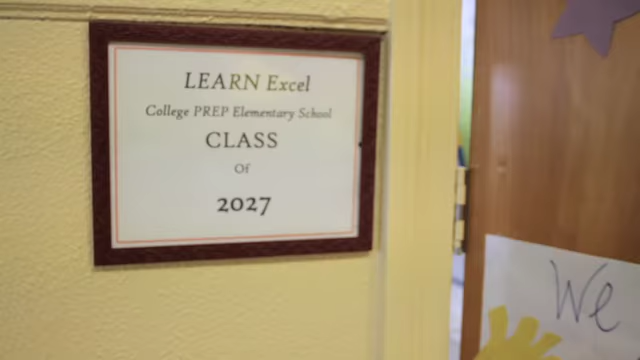 LEARN Excel
College PREP Elementary School
CLASS
Of
2027
We